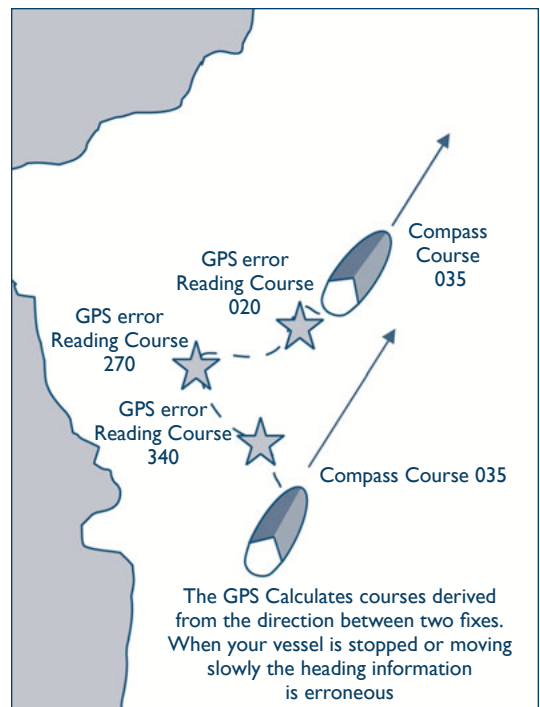 Compass
Course
035
GPS error
Reading Course
020
GPS error
Reading Course
270
GPS error
Reading Course
340
Compass Course 035
The GPS Calculates courses derived
from the direction between two fixes.
When your vessel is stopped or moving
slowly the heading information
is erroneous